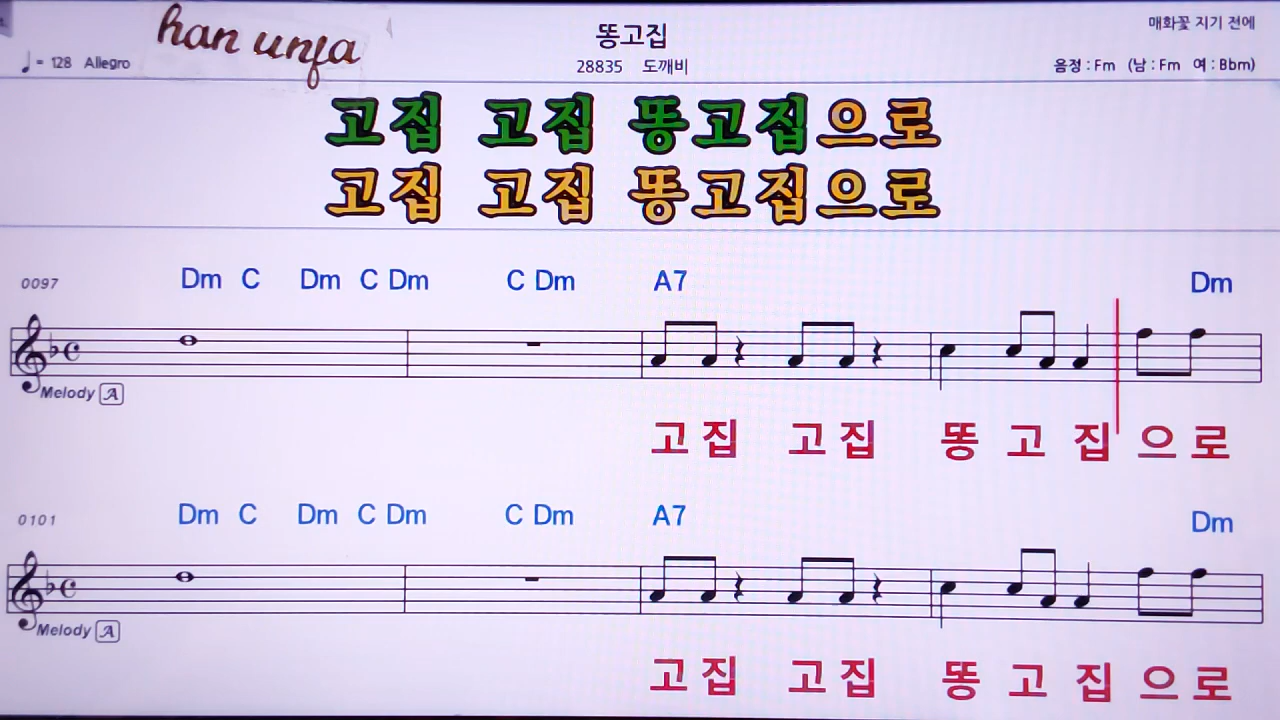 han unfa
똥고집
매화꽃 지기 전에
♩ = 128 Allegro
28835 도깨비
음정 : Fm (남 : Fm 여 : Bbm)
고집 고집 똥고집으로
고집 고집 똥고집으로
0097 Dm C Dm C Dm C Dm A7 Dm
Melody A
고 집 고 집 똥 고 집 으 로
0101 Dm C Dm C Dm C Dm A7 Dm
Melody A
고 집 고 집 똥 고 집 으 로